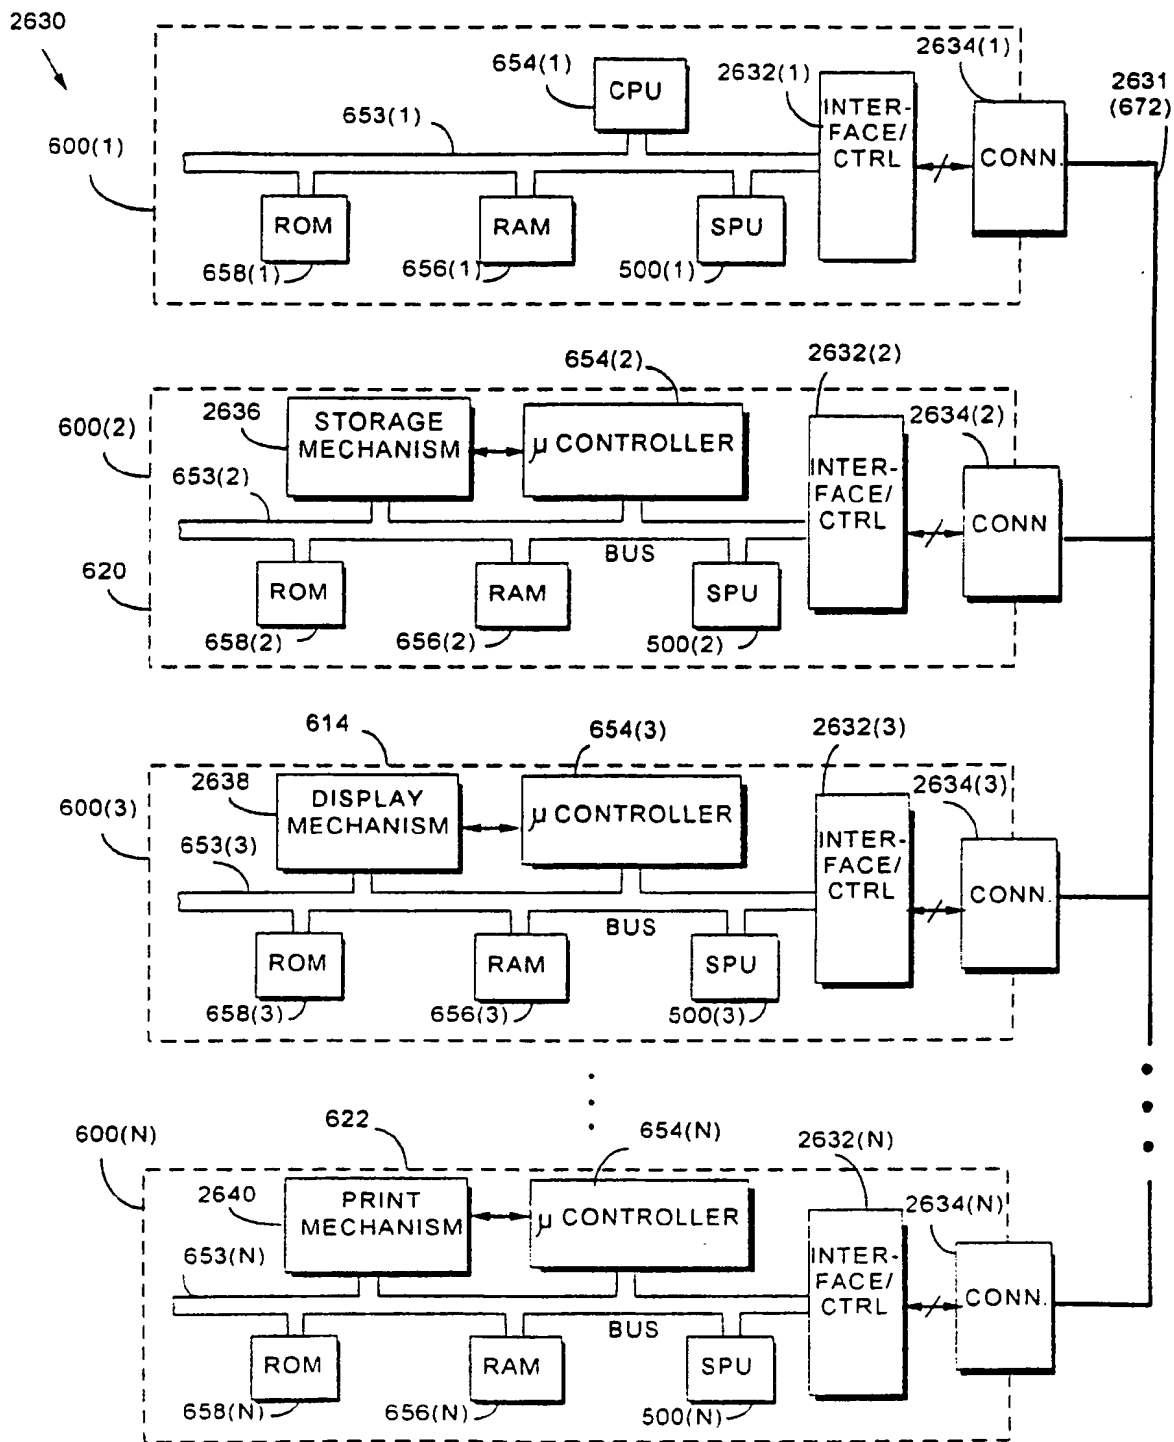 2630
654(1)
2632(1)
2634(1)
2631
(672)
CPU
INTER-
FACE/
CTRL
653(1)
600(1)
CONN.
ROM
RAM
SPU
658(1)
656(1)
500(1)
654(2)
2632(2)
2636
STORAGE
MECHANISM
μ CONTROLLER
600(2)
2634(2)
INTER-
FACE/
CTRL
653(2)
CONN
BUS
620
ROM
RAM
SPU
658(2)
656(2)
500(2)
614
654(3)
2632(3)
2638
DISPLAY
MECHANISM
μ CONTROLLER
2634(3)
600(3)
INTER-
FACE/
CTRL
653(3)
CONN.
BUS
ROM
RAM
SPU
658(3)
656(3)
500(3)
622
654(N)
2632(N)
600(N)
2640
PRINT
MECHANISM
μ CONTROLLER
2634(N)
653(N)
INTER-
FACE/
CTRL
CONN.
BUS
ROM
RAM
SPU
658(N)
656(N)
500(N)